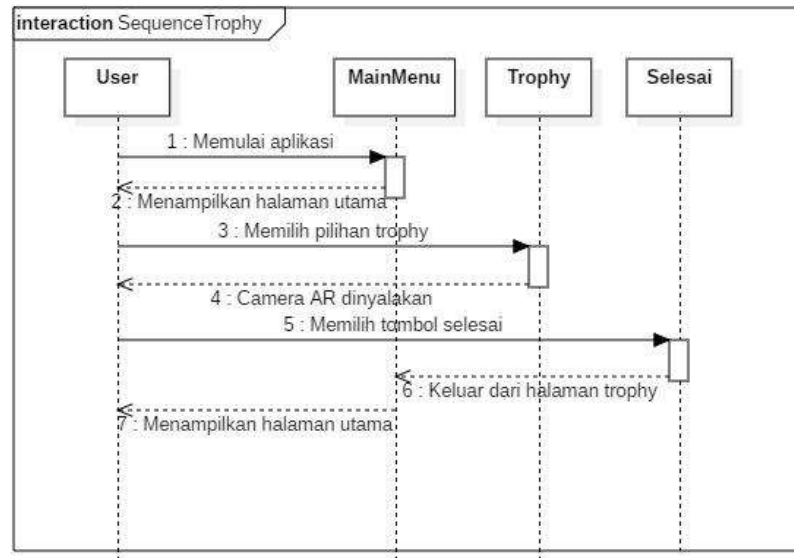 interaction SequenceTrophy
User
MainMenu
Trophy
Selesai
1 : Memulai aplikasi
2 : Menampilkan halaman utama
3 : Memilih pilihan trophy
4 : Camera AR dinyalakan
5 : Memilih tombol selesai
6 : Keluar dari halaman trophy
7 : Menampilkan halaman utama